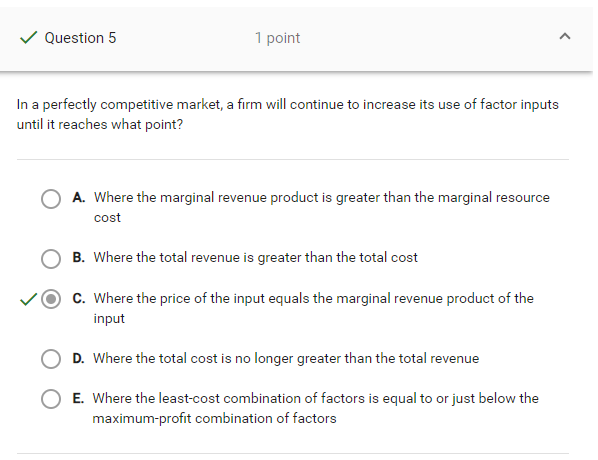 Question 5 1 point
In a perfectly competitive market, a firm will continue to increase its use of factor inputs
until it reaches what point?
A. Where the marginal revenue product is greater than the marginal resource
cost
B. Where the total revenue is greater than the total cost
C. Where the price of the input equals the marginal revenue product of the
input
D. Where the total cost is no longer greater than the total revenue
E. Where the least-cost combination of factors is equal to or just below the
maximum-profit combination of factors